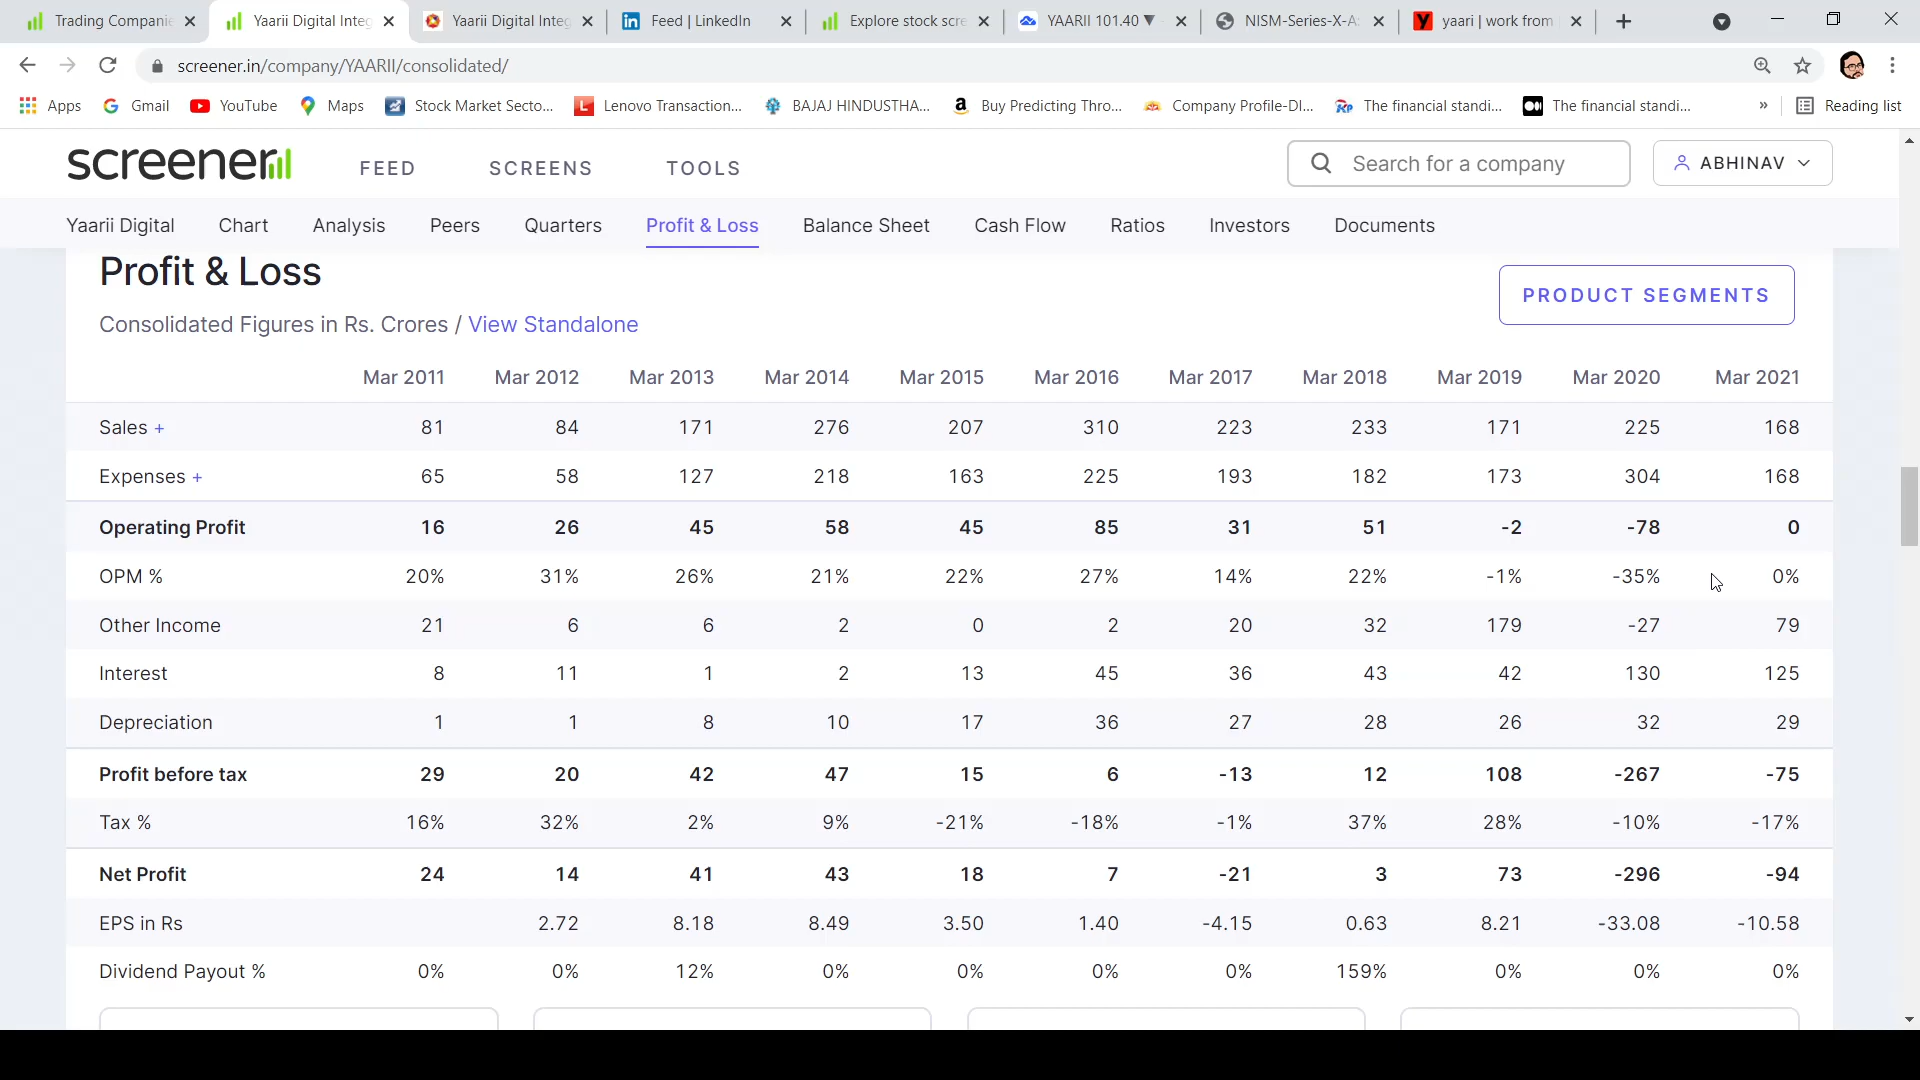 Trading Companie
Yaarii Digital Integ
Yaarii Digital Integ
Feed | LinkedIn
Explore stock scre
YAARII 101.40 ▼
NISM-Series-X-A:
yaari | work from
screener.in/company/YAARII/consolidated/
Apps
Gmail
YouTube
Maps
Stock Market Secto...
Lenovo Transaction...
BAJAJ HINDUSTHA...
Buy Predicting Thro...
Company Profile-DI...
The financial standi...
The financial standi...
»
Reading list
screener
FEED
SCREENS
TOOLS
Search for a company
ABHINAV
Yaarii Digital
Chart
Analysis
Peers
Quarters
Profit & Loss
Balance Sheet
Cash Flow
Ratios
Investors
Documents
Profit & Loss
PRODUCT SEGMENTS
Consolidated Figures in Rs. Crores / View Standalone
Mar 2011 Mar 2012 Mar 2013 Mar 2014 Mar 2015 Mar 2016 Mar 2017 Mar 2018 Mar 2019 Mar 2020 Mar 2021
Sales + 81 84 171 276 207 310 223 233 171 225 168
Expenses + 65 58 127 218 163 225 193 182 173 304 168
Operating Profit 16 26 45 58 45 85 31 51 -2 -78 0
OPM % 20% 31% 26% 21% 22% 27% 14% 22% -1% -35% 0%
Other Income 21 6 6 2 0 2 20 32 179 -27 79
Interest 8 11 1 2 13 45 36 43 42 130 125
Depreciation 1 1 8 10 17 36 27 28 26 32 29
Profit before tax 29 20 42 47 15 6 -13 12 108 -267 -75
Tax % 16% 32% 2% 9% -21% -18% -1% 37% 28% -10% -17%
Net Profit 24 14 41 43 18 7 -21 3 73 -296 -94
EPS in Rs 2.72 8.18 8.49 3.50 1.40 -4.15 0.63 8.21 -33.08 -10.58
Dividend Payout % 0% 0% 12% 0% 0% 0% 0% 159% 0% 0% 0%